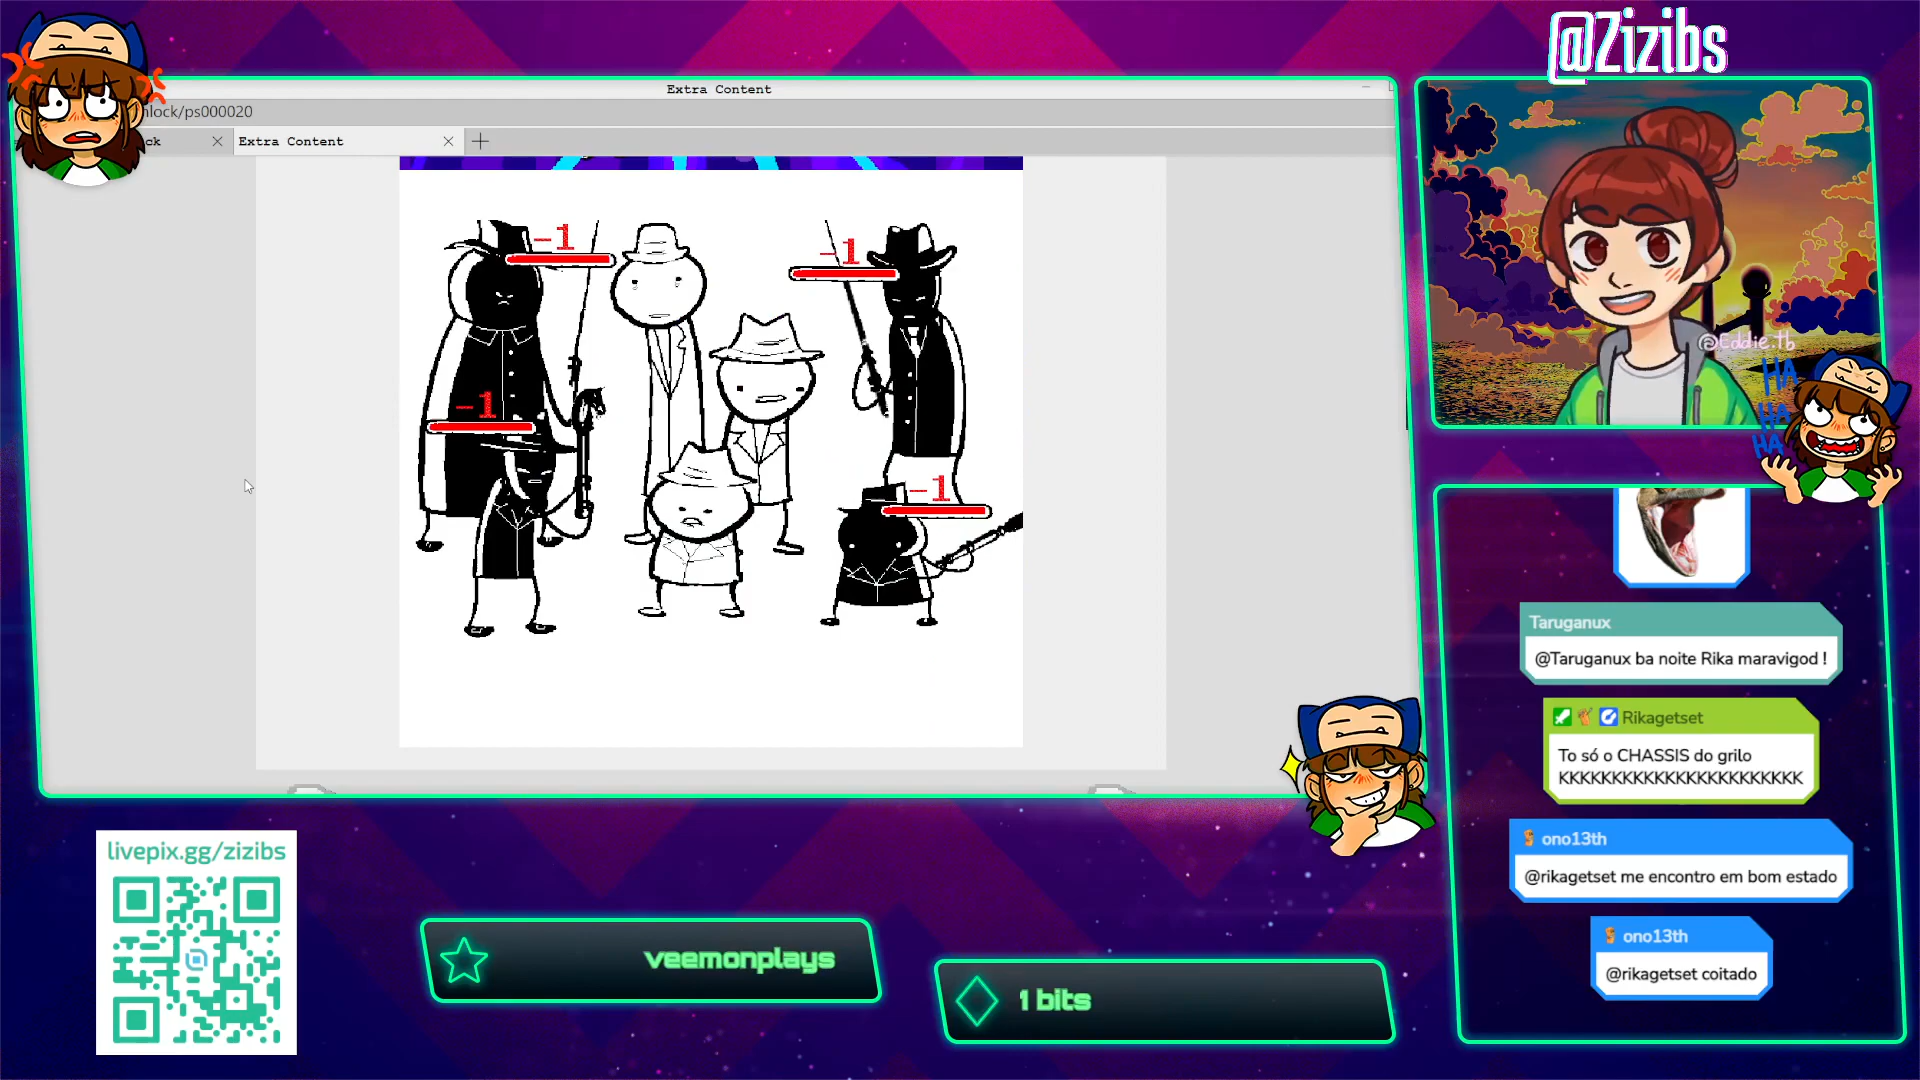 @Zizibs
Extra Content
nlock/ps000020
ck
Extra Content
-1
-1
-1
-1
@Eddie.tb
HA
HA
HA
Taruganux
@Taruganux ba noite Rika maravigod !
Rikagetset
To só o CHASSIS do grilo
KKKKKKKKKKKKKKKKKKKKKKK
ono13th
@rikagetset me encontro em bom estado
ono13th
@rikagetset coitado
livepix.gg/zizibs
veemonplays
1 bits